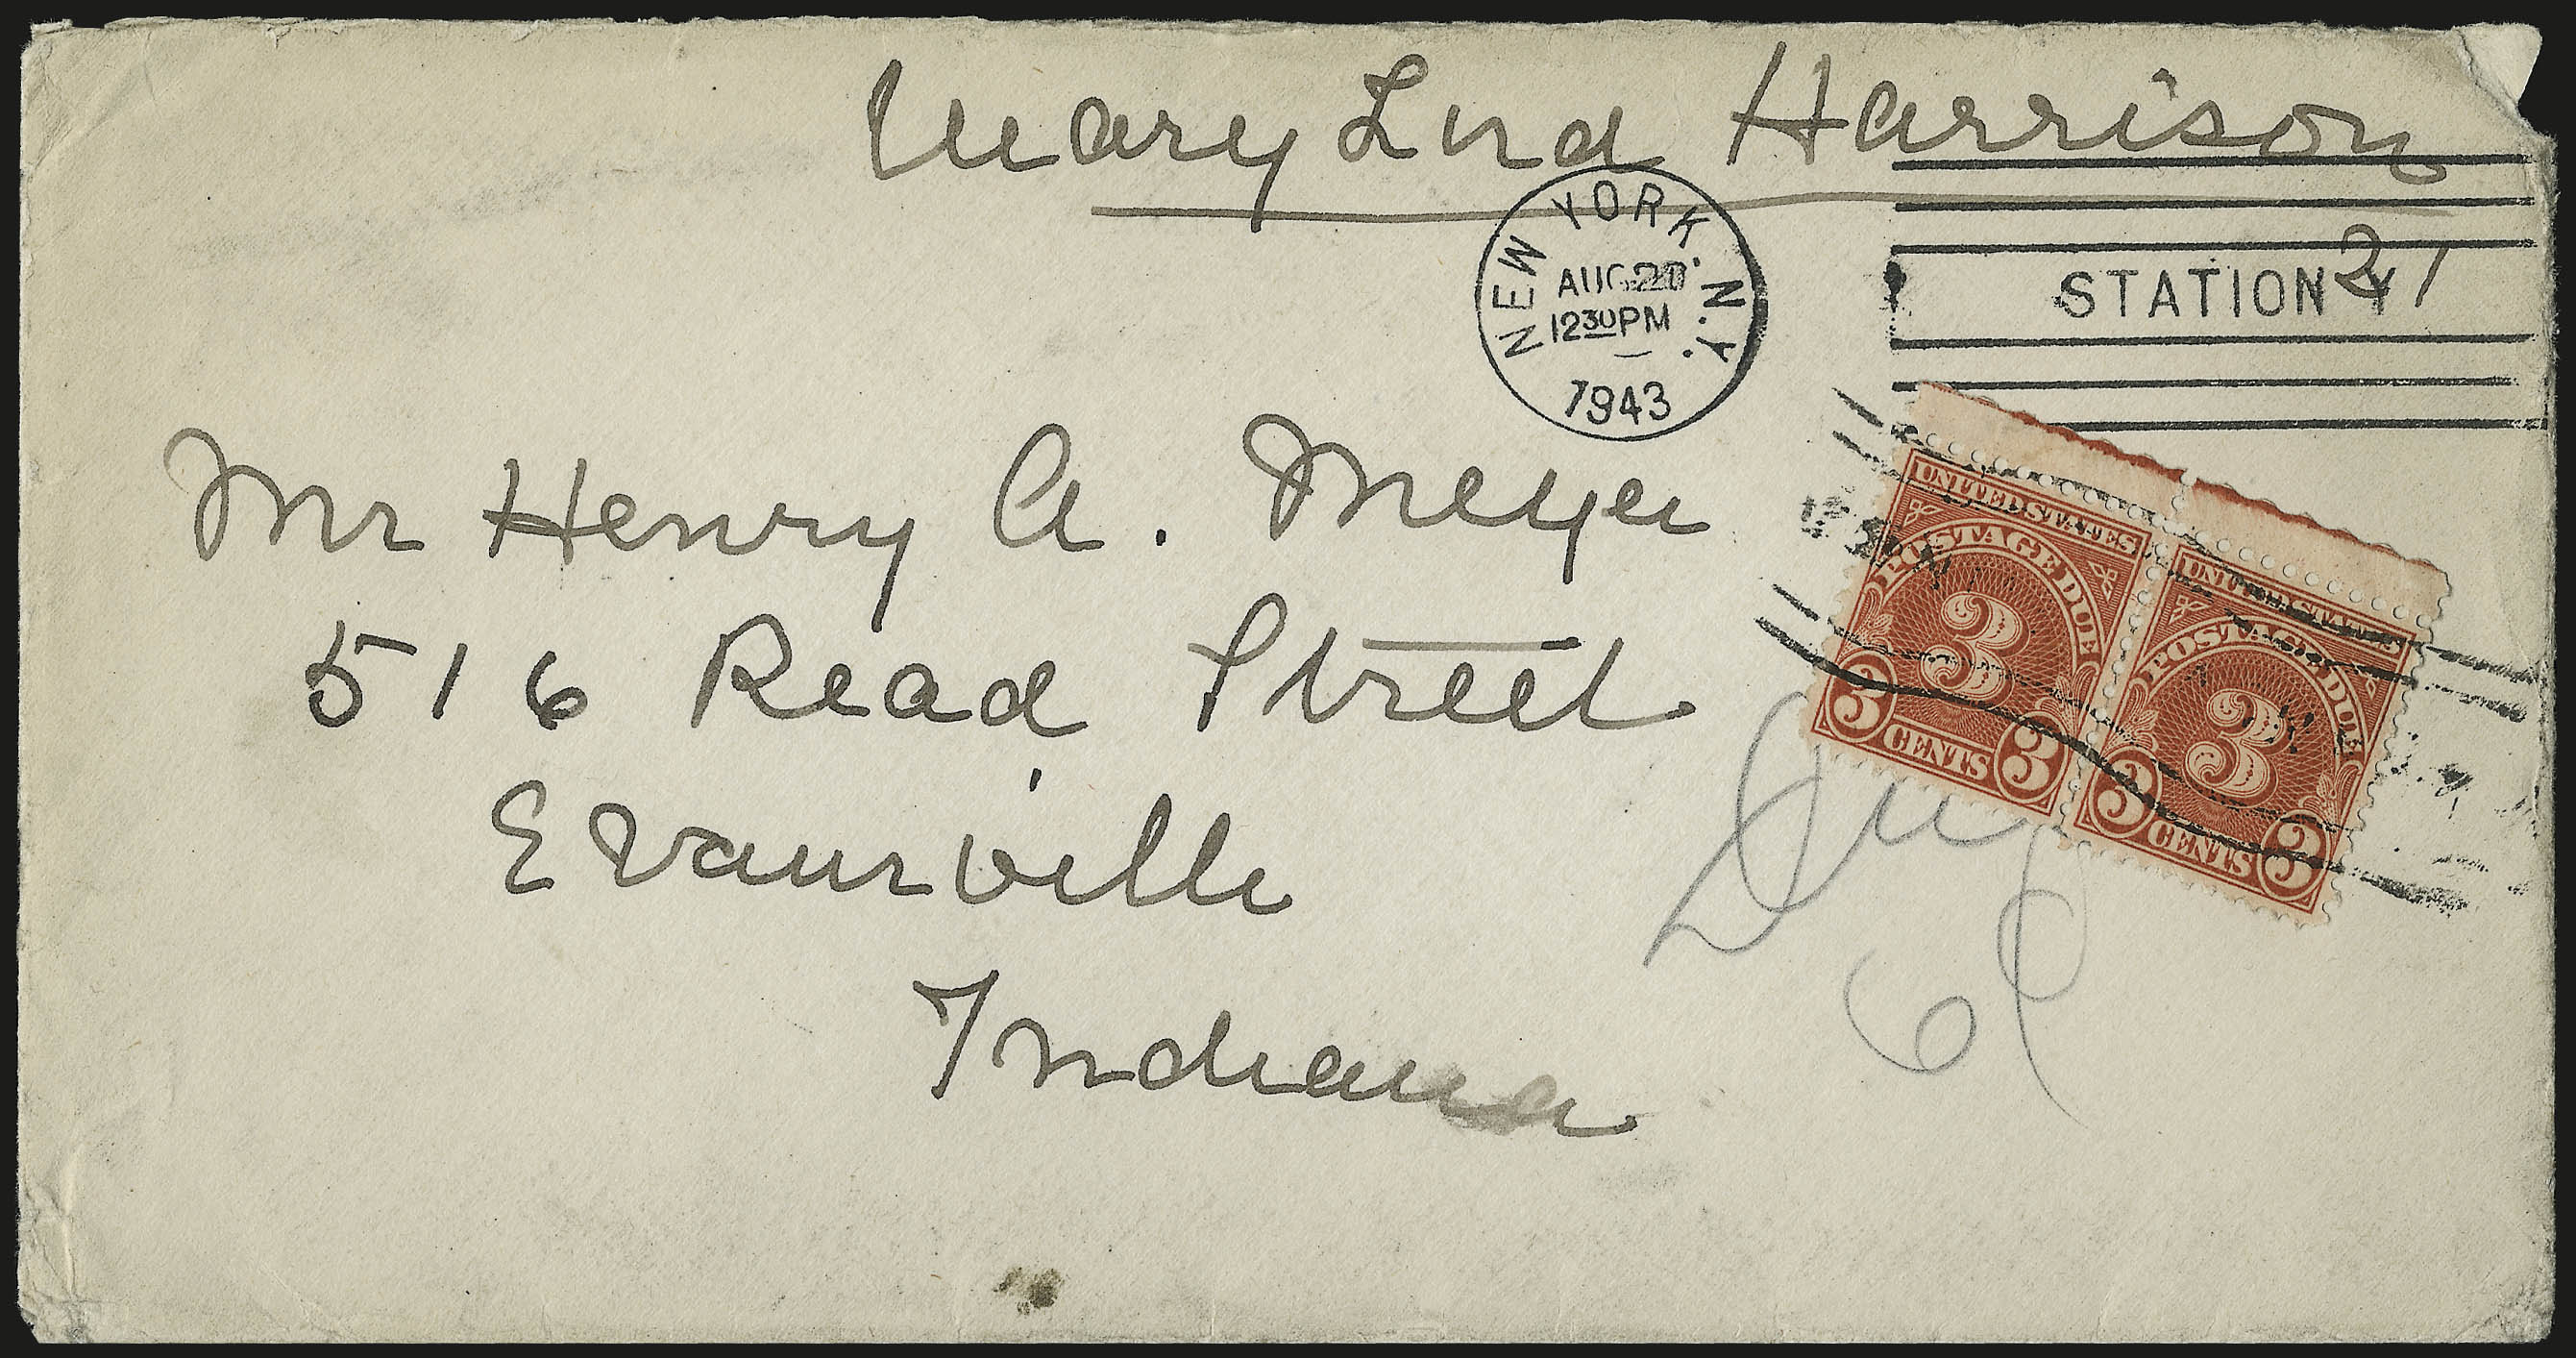 Mary Lord Harrison
NEW YORK, N.Y.
AUG 20
12 30 PM
1943
STATION Y
21
Mr Henry A. Meyer
516 Read Street
Evansville
Indiana
UNITED STATES
POSTAGE DUE
3
3 CENTS 3
UNITED STATES
POSTAGE DUE
3
3 CENTS 3
Due
6¢